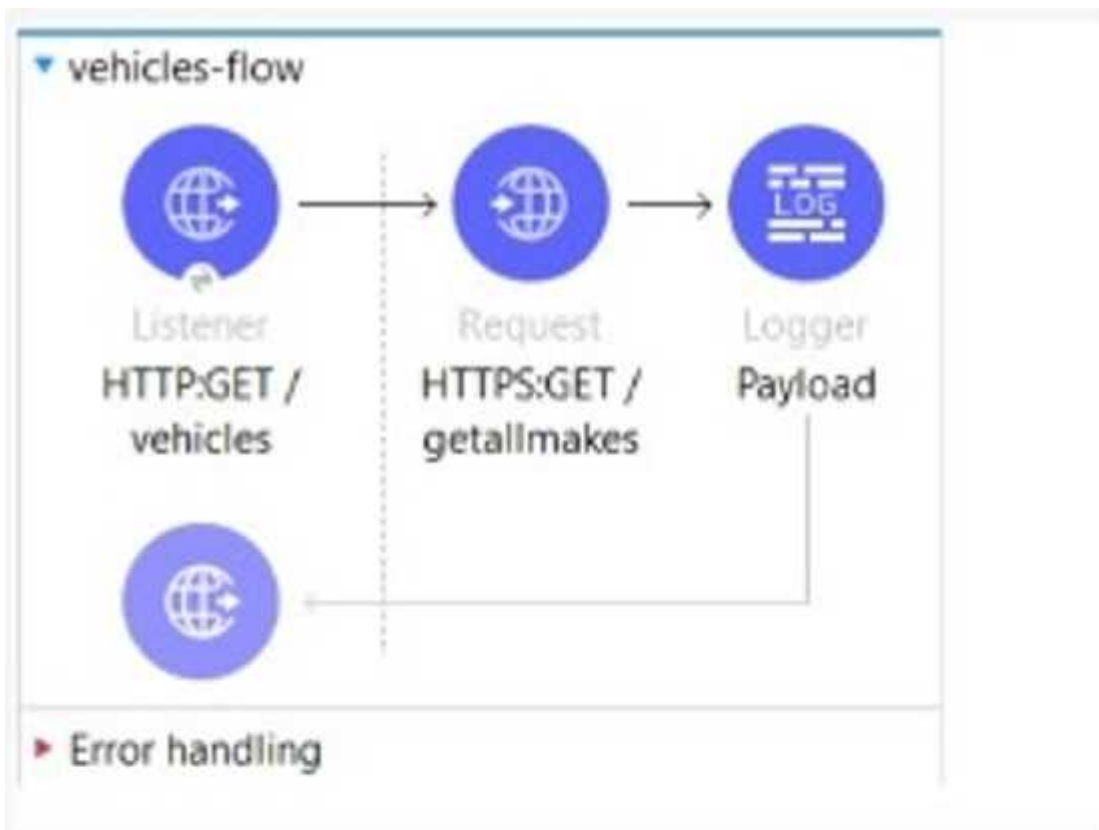 vehicles-flow
LOG
Listener
Request
Logger
HTTP:GET /
vehicles
HTTPS:GET /
getallmakes
Payload
Error handling